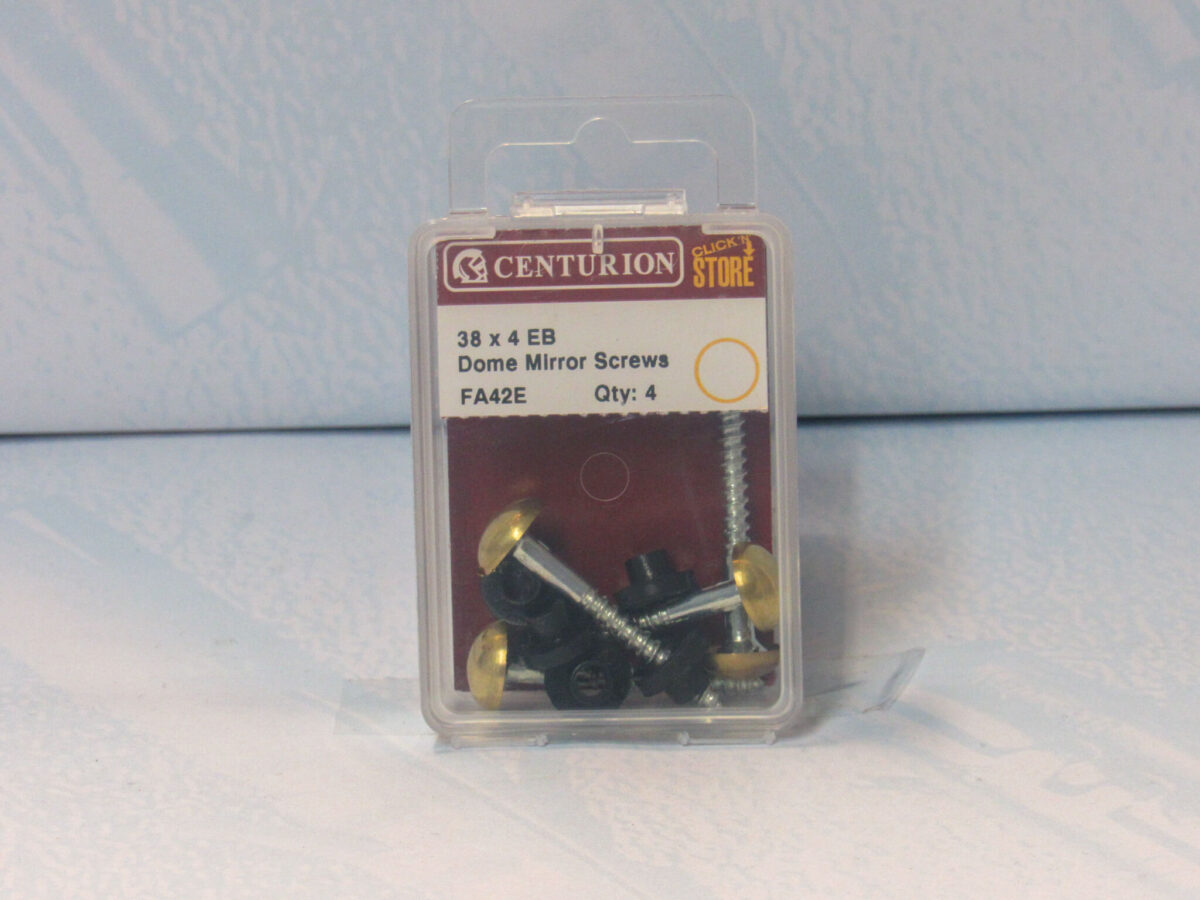 CENTURION
CLICK'N
STORE
38 x 4 EB
Dome Mirror Screws
FA42E Qty: 4